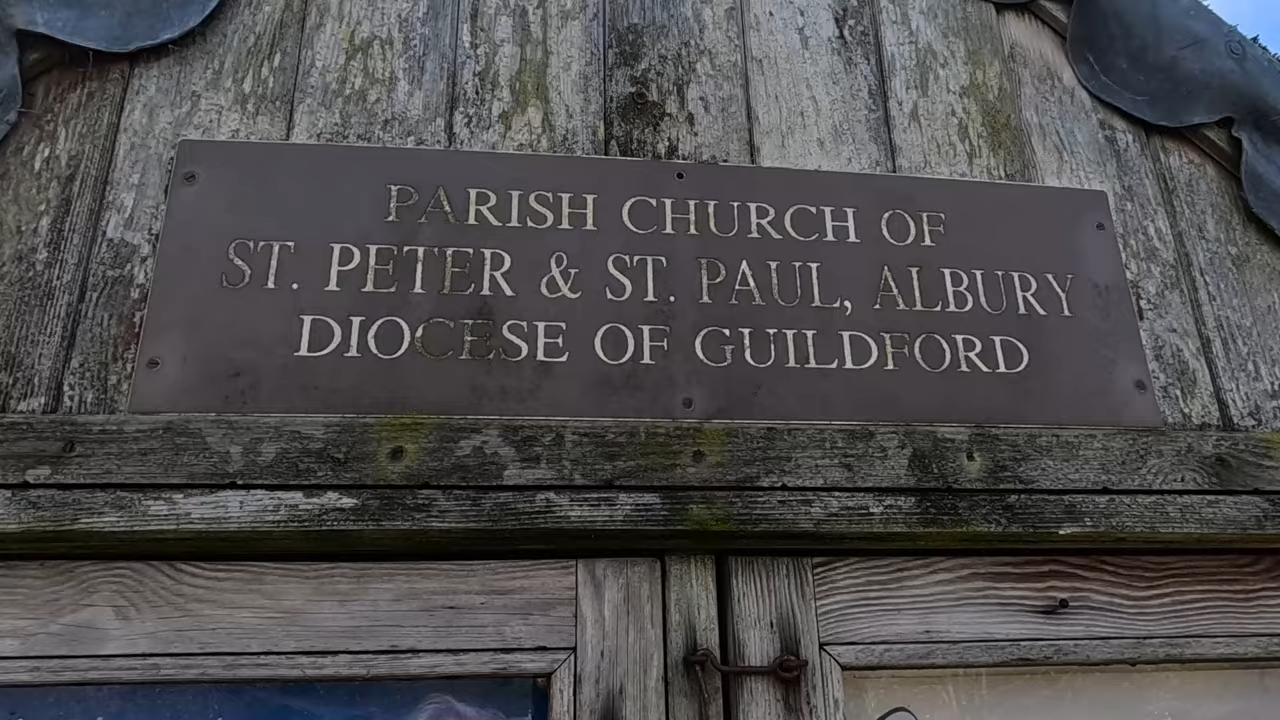 PARISH CHURCH OF
ST. PETER & ST. PAUL, ALBURY
DIOCESE OF GUILDFORD